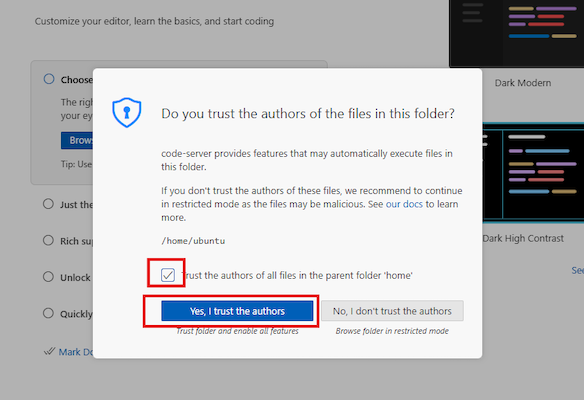 Customize your editor, learn the basics, and start coding
Choose
The rig
your ey
Brow
Tip: Use
Just the
Rich sup
Unlock
Quickly
Mark Do
Dark Modern
Dark High Contrast
See
Do you trust the authors of the files in this folder?
code-server provides features that may automatically execute files in
this folder.
If you don't trust the authors of these files, we recommend to continue
in restricted mode as the files may be malicious. See our docs to learn
more.
/home/ubuntu
Trust the authors of all files in the parent folder 'home'
Yes, I trust the authors
No, I don't trust the authors
Trust folder and enable all features
Browse folder in restricted mode